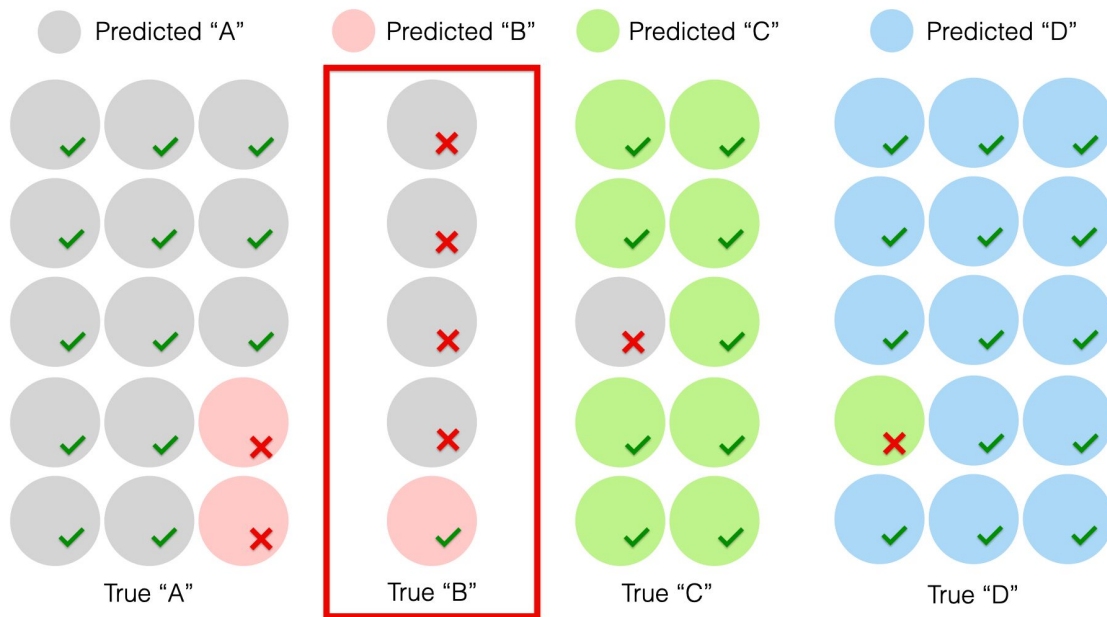 Predicted “A”
Predicted “B”
Predicted “C”
Predicted “D”
True “A”
True “B”
True “C”
True “D”